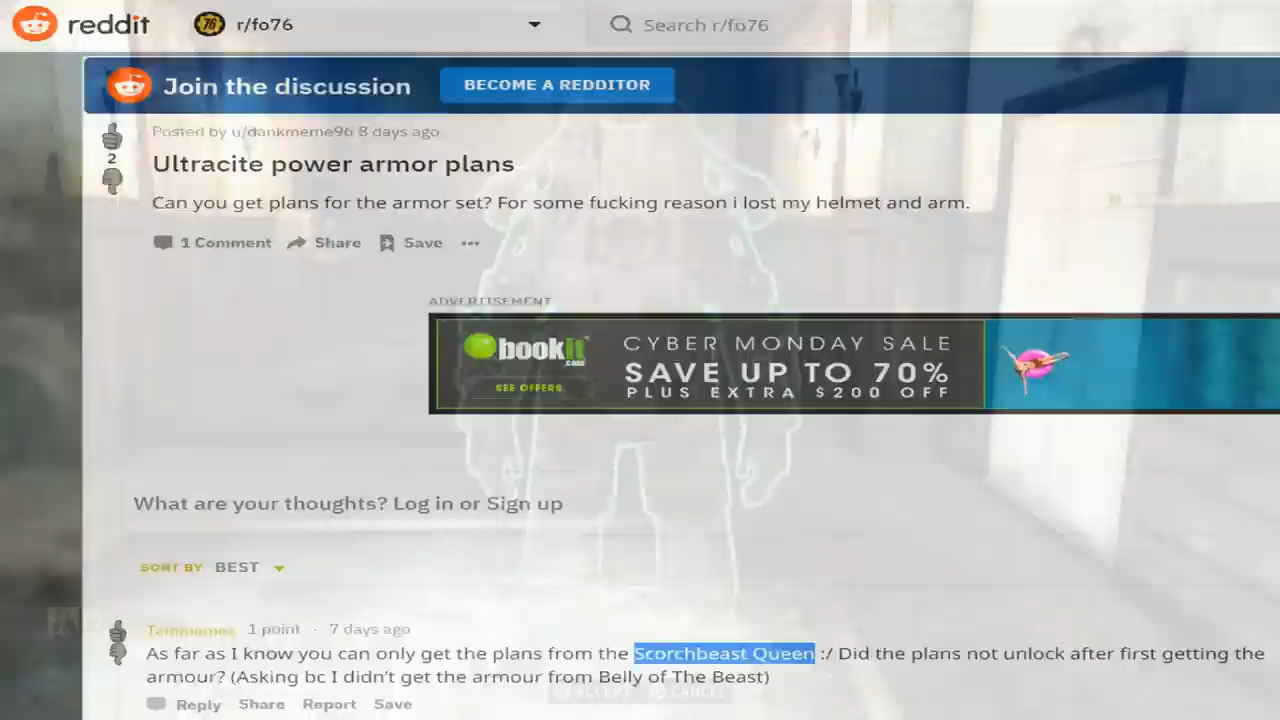 reddit r/fo76 Search r/fo76
Join the discussion BECOME A REDDITOR
Posted by u/dankmeme96 8 days ago
2
Ultracite power armor plans
Can you get plans for the armor set? For some fucking reason i lost my helmet and arm.
1 Comment Share Save
ADVERTISEMENT
bookit.com
SEE OFFERS
CYBER MONDAY SALE
SAVE UP TO 70%
PLUS EXTRA $200 OFF
What are your thoughts? Log in or Sign up
SORT BY BEST
1 point · 7 days ago
As far as I know you can only get the plans from the Scorchbeast Queen :/ Did the plans not unlock after first getting the
armour? (Asking bc I didn't get the armour from Belly of The Beast)
ACCEPT CANCEL
Reply Share Report Save